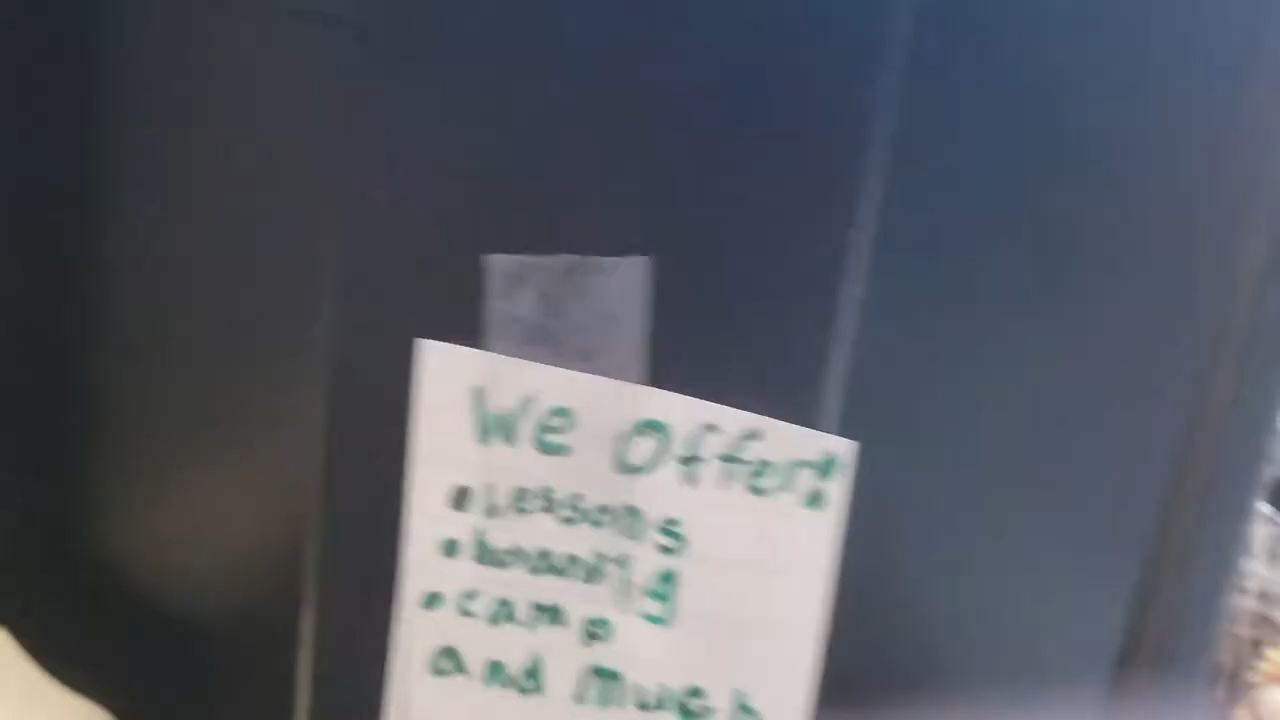 We Offer:
• Lessons
• camp
and Much